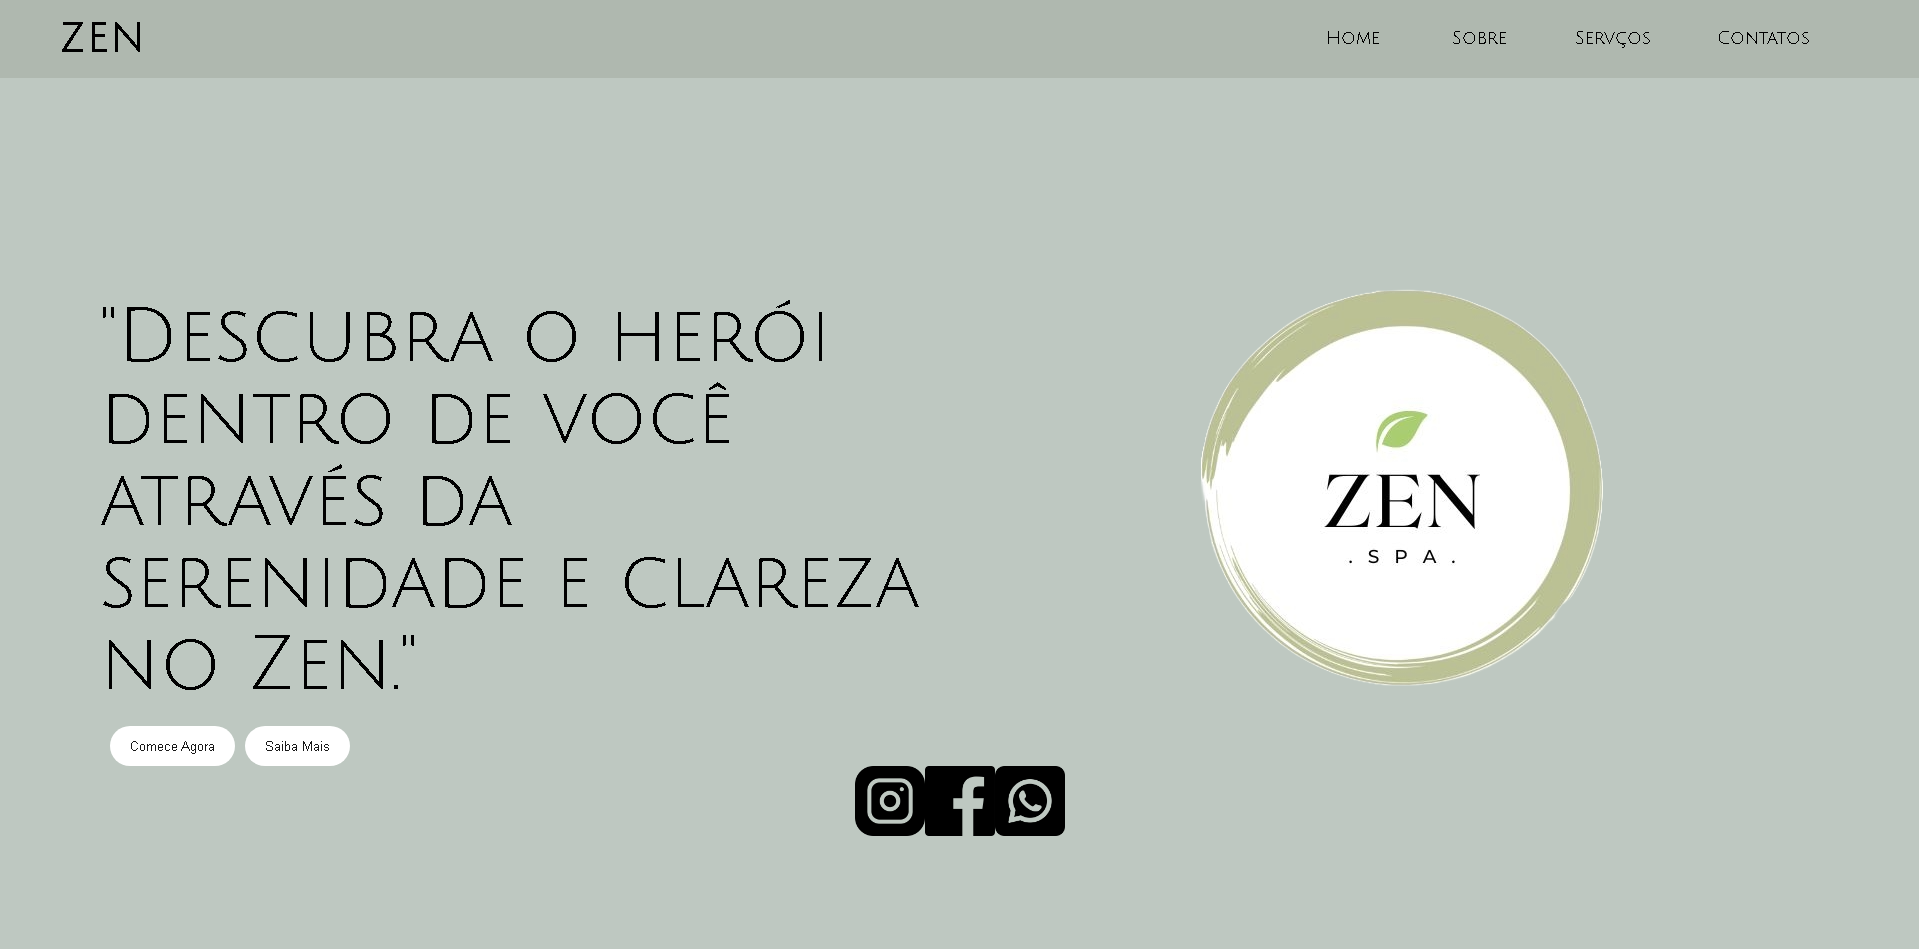 ZEN
Home
Sobre
Servços
Contatos
"Descubra o herói
dentro de você
através da
serenidade e clareza
no Zen."
ZEN
. S P A .
Comece Agora
Saiba Mais